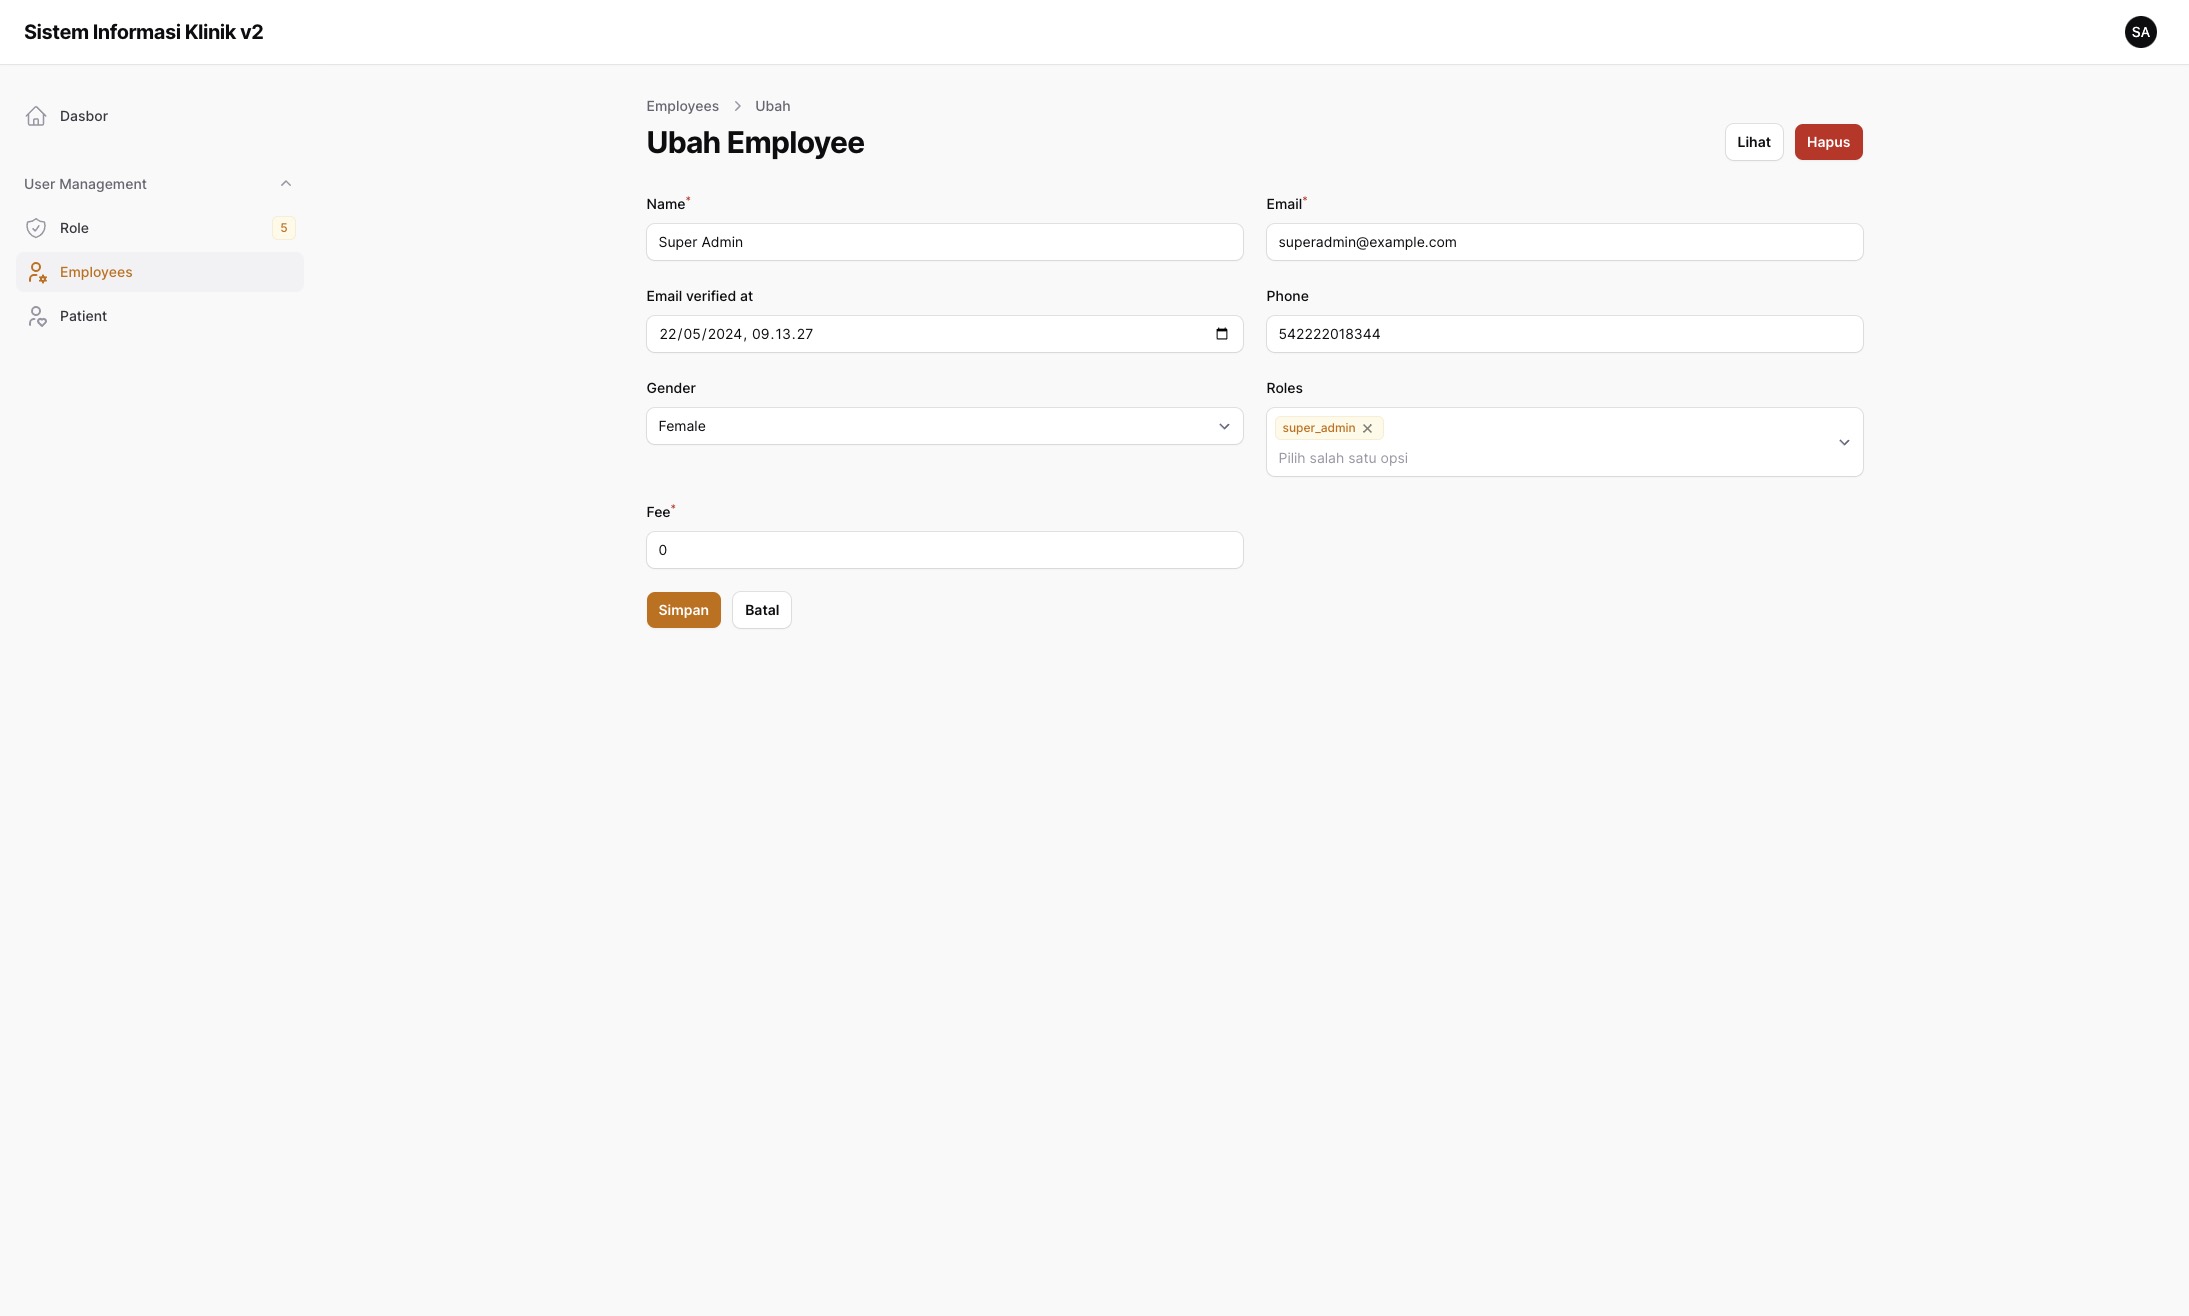 Sistem Informasi Klinik v2
SA
Dasbor
User Management
Role
5
Employees
Patient
Employees
Ubah
Ubah Employee
Lihat
Hapus
Name*
Super Admin
Email*
superadmin@example.com
Email verified at
22/05/2024, 09.13.27
Phone
542222018344
Gender
Female
Roles
super_admin
Pilih salah satu opsi
Fee*
0
Simpan
Batal